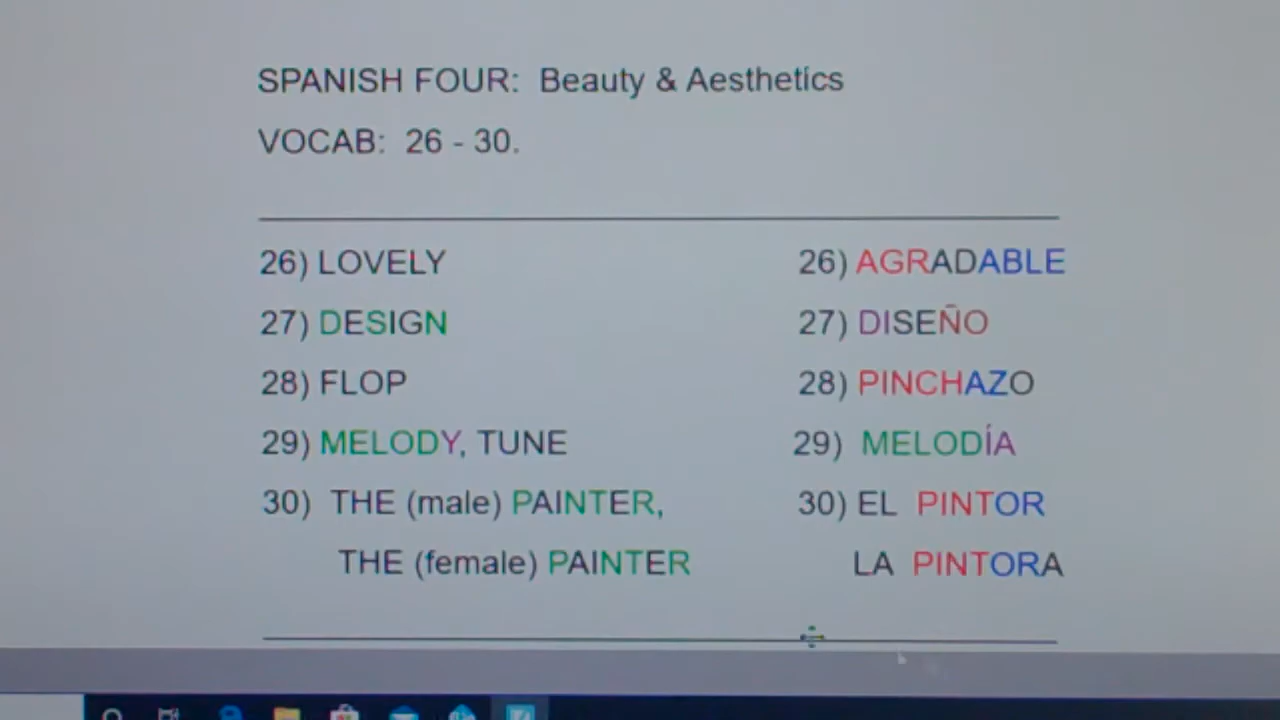 SPANISH FOUR: Beauty & Aesthetics
VOCAB: 26 - 30.
26) LOVELY 26) AGRADABLE
27) DESIGN 27) DISEÑO
28) FLOP 28) PINCHAZO
29) MELODY, TUNE 29) MELODÍA
30) THE (male) PAINTER, 30) EL PINTOR
THE (female) PAINTER LA PINTORA